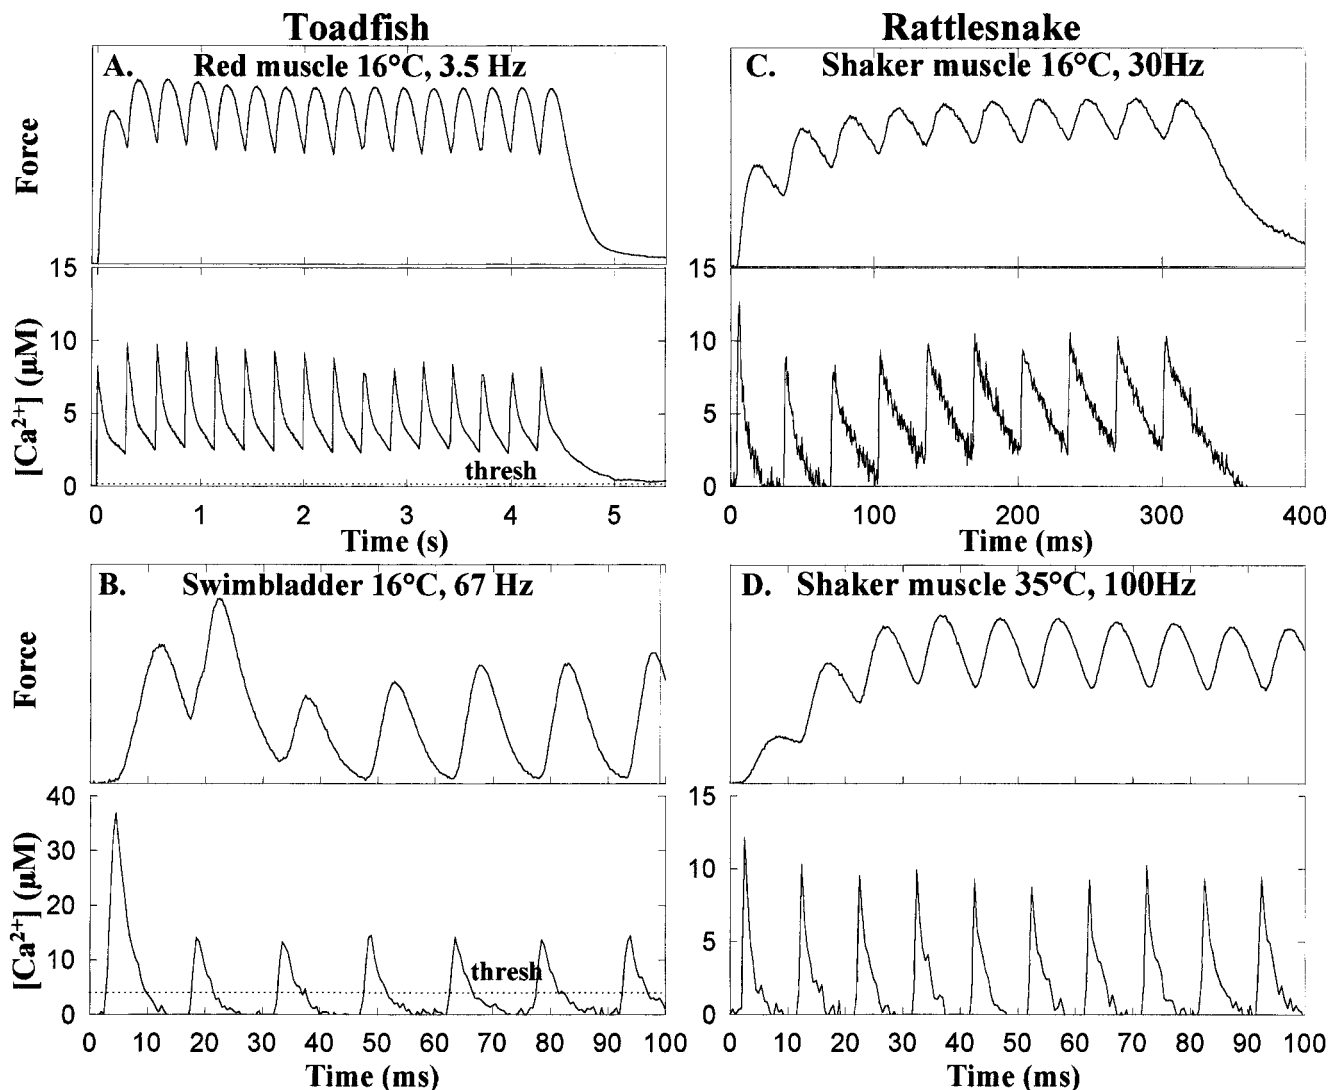 Toadfish
Rattlesnake
A. Red muscle 16°C, 3.5 Hz
Force
15
10
5
0
[Ca²⁺] (µM)
thresh
0 1 2 3 4 5
Time (s)
C. Shaker muscle 16°C, 30Hz
15
10
5
0
0 100 200 300 400
Time (ms)
B. Swimbladder 16°C, 67 Hz
Force
40
30
20
10
0
[Ca²⁺] (µM)
thresh
0 10 20 30 40 50 60 70 80 90 100
Time (ms)
D. Shaker muscle 35°C, 100Hz
15
10
5
0
0 10 20 30 40 50 60 70 80 90 100
Time (ms)